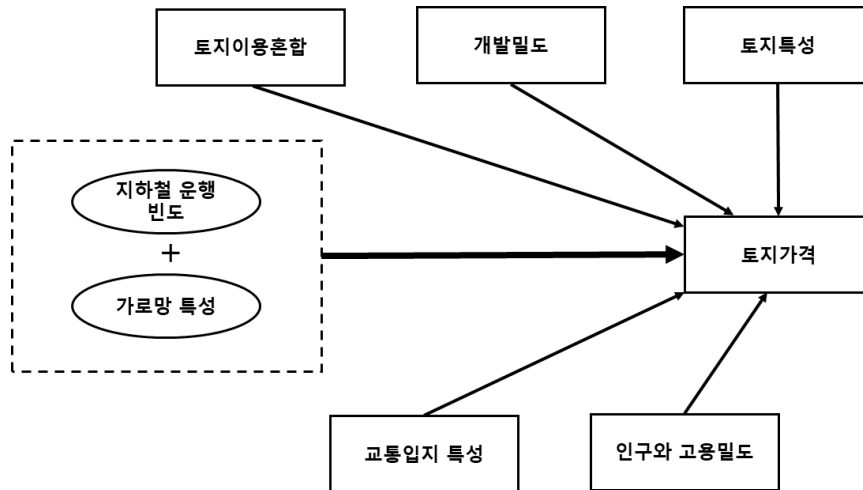 토지이용혼합
개발밀도
토지특성
지하철 운행
빈도
+
가로망 특성
토지가격
교통입지 특성
인구와 고용밀도